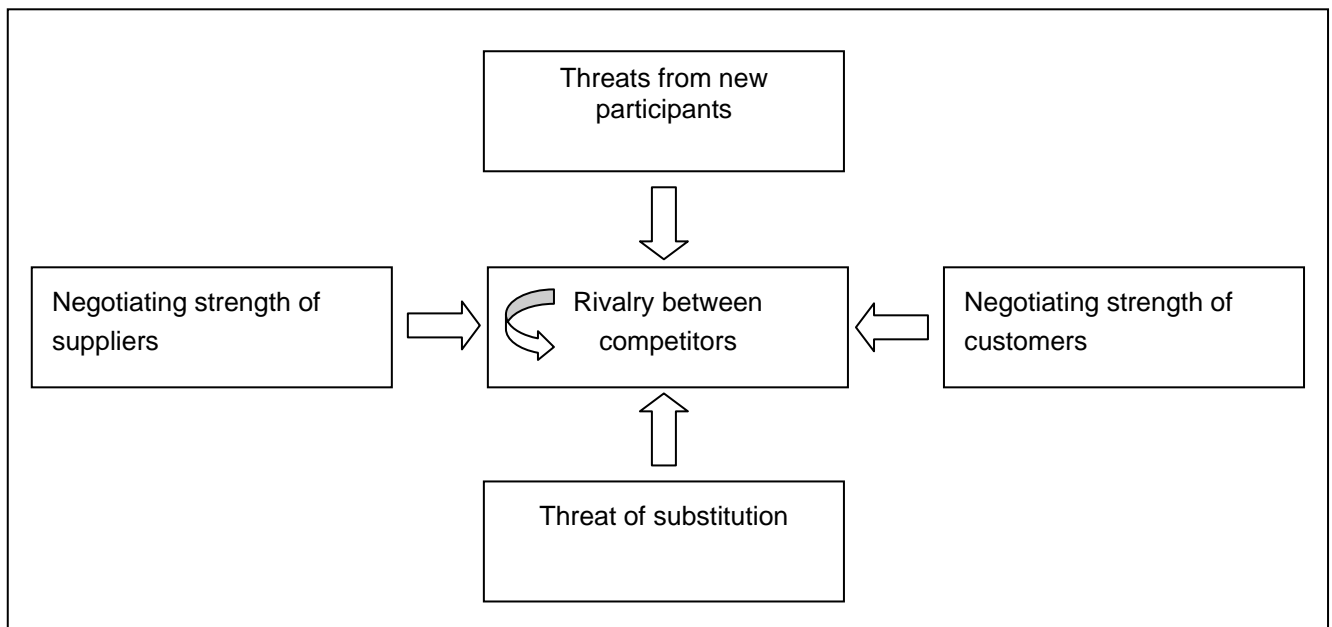 Threats from new
participants
Negotiating strength of
suppliers
Rivalry between
competitors
Negotiating strength of
customers
Threat of substitution